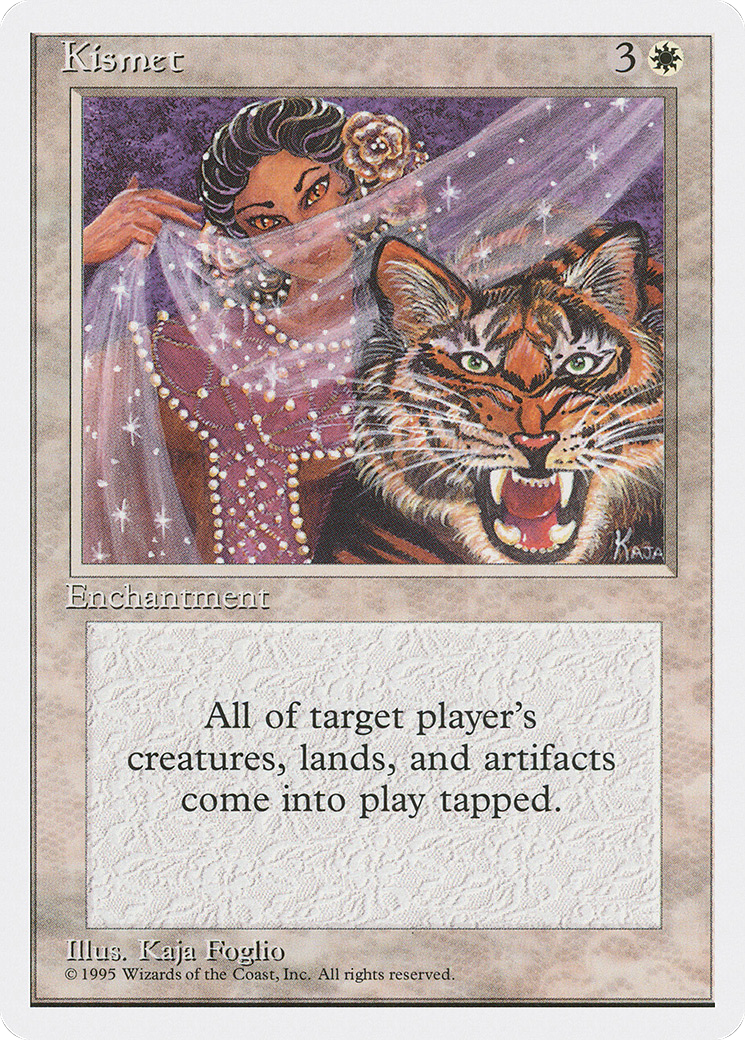 Kismet 3
KAJA
Enchantment
All of target player's
creatures, lands, and artifacts
come into play tapped.
Illus. Kaja Foglio
© 1995 Wizards of the Coast, Inc. All rights reserved.